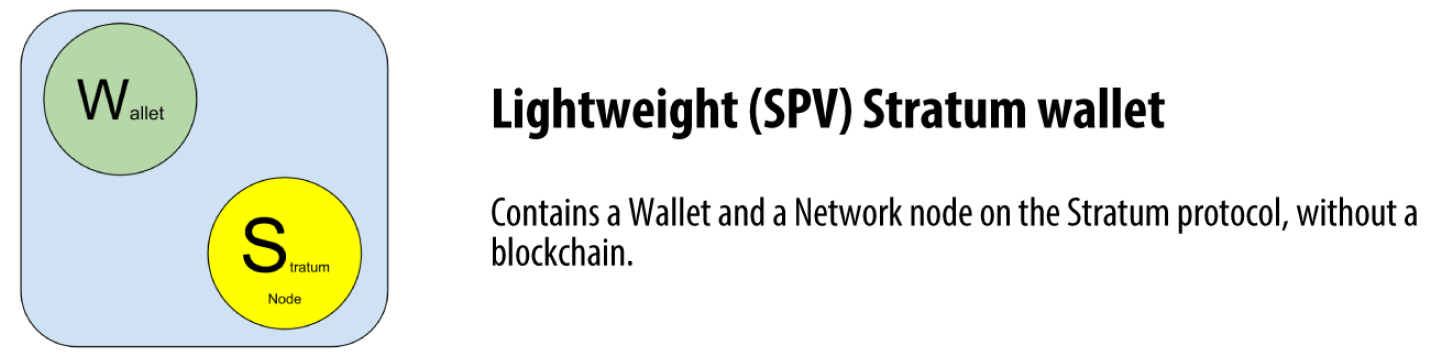 Wallet
Stratum
Node
Lightweight (SPV) Stratum wallet
Contains a Wallet and a Network node on the Stratum protocol, without a
blockchain.